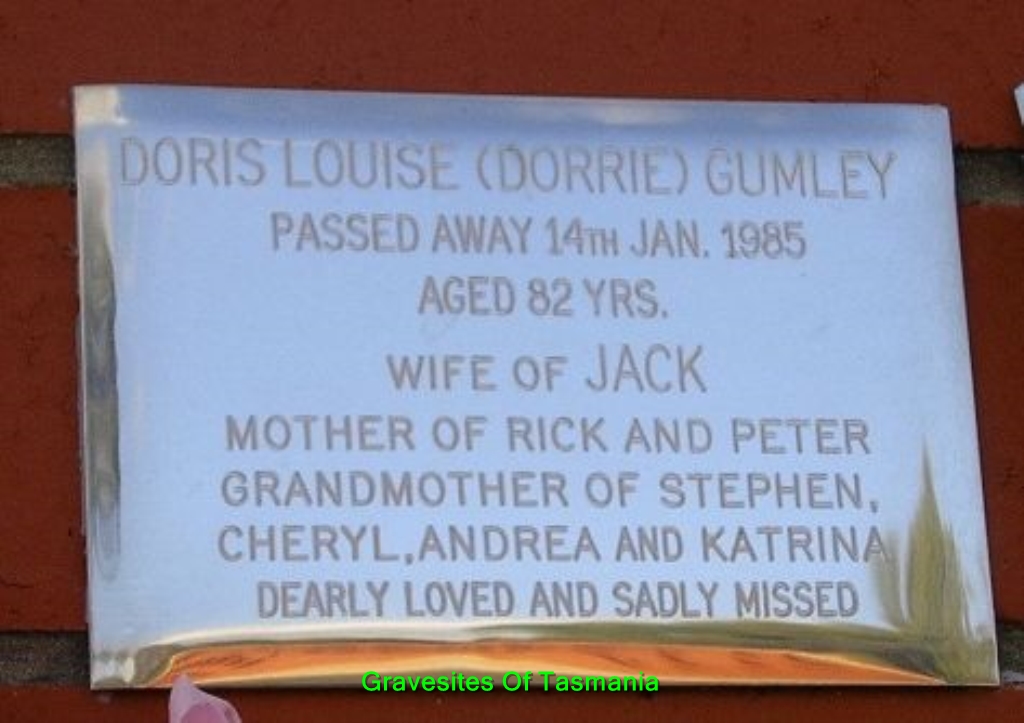 DORIS LOUISE (DORRIE) GUMLEY
PASSED AWAY 14TH JAN. 1985
AGED 82 YRS.
WIFE OF JACK
MOTHER OF RICK AND PETER
GRANDMOTHER OF STEPHEN,
CHERYL, ANDREA AND KATRINA
DEARLY LOVED AND SADLY MISSED
Gravesites Of Tasmania